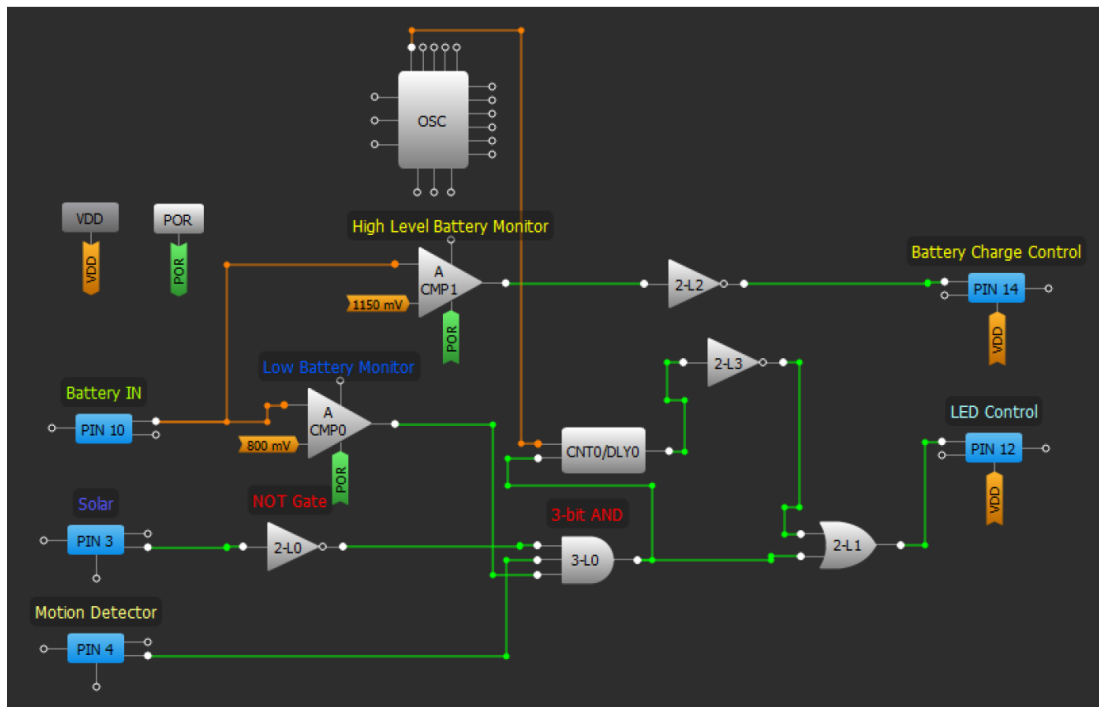 OSC
VDD
POR
VDD
POR
High Level Battery Monitor
A
CMP1
1150 mV
POR
2-L2
Battery Charge Control
PIN 14
VDD
Low Battery Monitor
A
CMP0
800 mV
POR
2-L3
Battery IN
PIN 10
LED Control
PIN 12
VDD
CNT0/DLY0
Solar
PIN 3
NOT Gate
2-L0
3-bit AND
3-L0
2-L1
Motion Detector
PIN 4